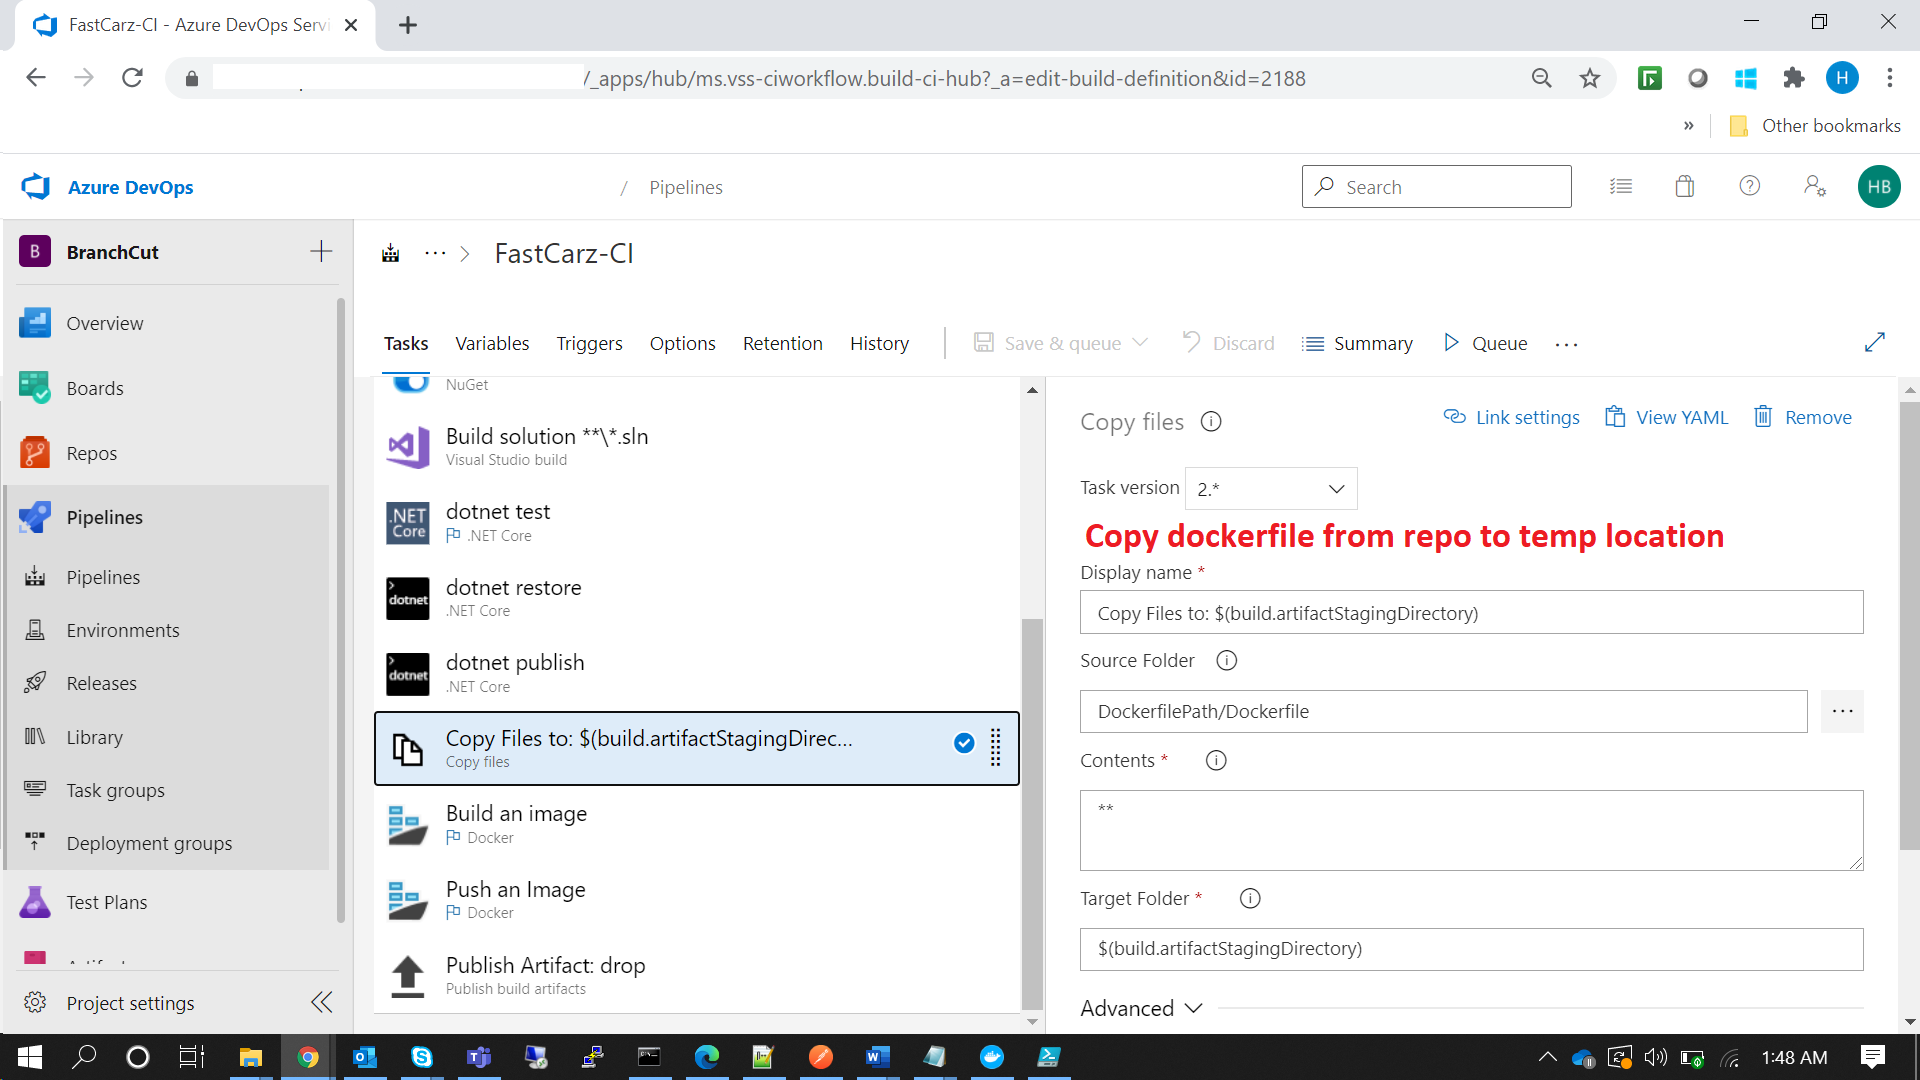 FastCarz-CI - Azure DevOps Servi
/_apps/hub/ms.vss-ciworkflow.build-ci-hub?_a=edit-build-definition&id=2188
H
»
Other bookmarks
Azure DevOps
/ Pipelines
Search
HB
B BranchCut
FastCarz-CI
Overview
Boards
Repos
Pipelines
Pipelines
Environments
Releases
Library
Task groups
Deployment groups
Test Plans
Project settings
Tasks Variables Triggers Options Retention History
Save & queue Discard Summary Queue
NuGet
Build solution **\*.sln
Visual Studio build
.NET Core
dotnet test
.NET Core
dotnet
dotnet restore
.NET Core
dotnet
dotnet publish
.NET Core
Copy Files to: $(build.artifactStagingDirec...
Copy files
Build an image
Docker
Push an Image
Docker
Publish Artifact: drop
Publish build artifacts
Copy files
Link settings View YAML Remove
Task version 2.*
Copy dockerfile from repo to temp location
Display name *
Copy Files to: $(build.artifactStagingDirectory)
Source Folder
DockerfilePath/Dockerfile
Contents *
**
Target Folder *
$(build.artifactStagingDirectory)
Advanced
1:48 AM